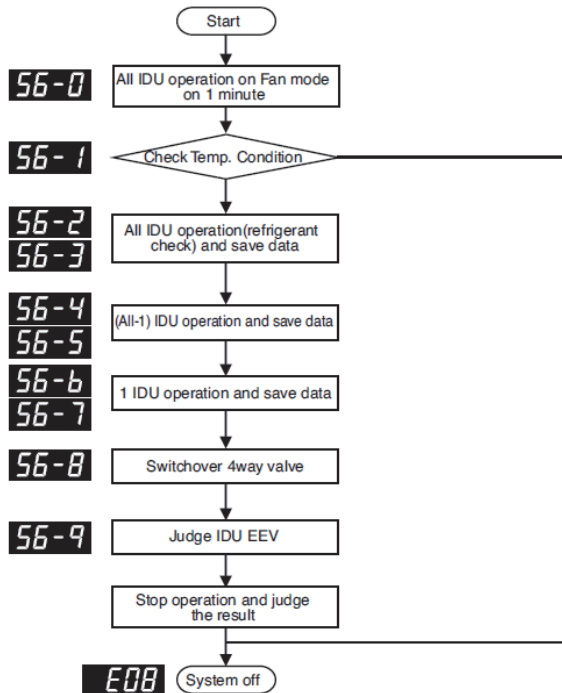 Start
56-0
All IDU operation on Fan mode
on 1 minute
56-1
Check Temp. Condition
56-2
56-3
All IDU operation(refrigerant
check) and save data
56-4
56-5
(All-1) IDU operation and save data
56-6
56-7
1 IDU operation and save data
56-8
Switchover 4way valve
56-9
Judge IDU EEV
Stop operation and judge
the result
E08
System off